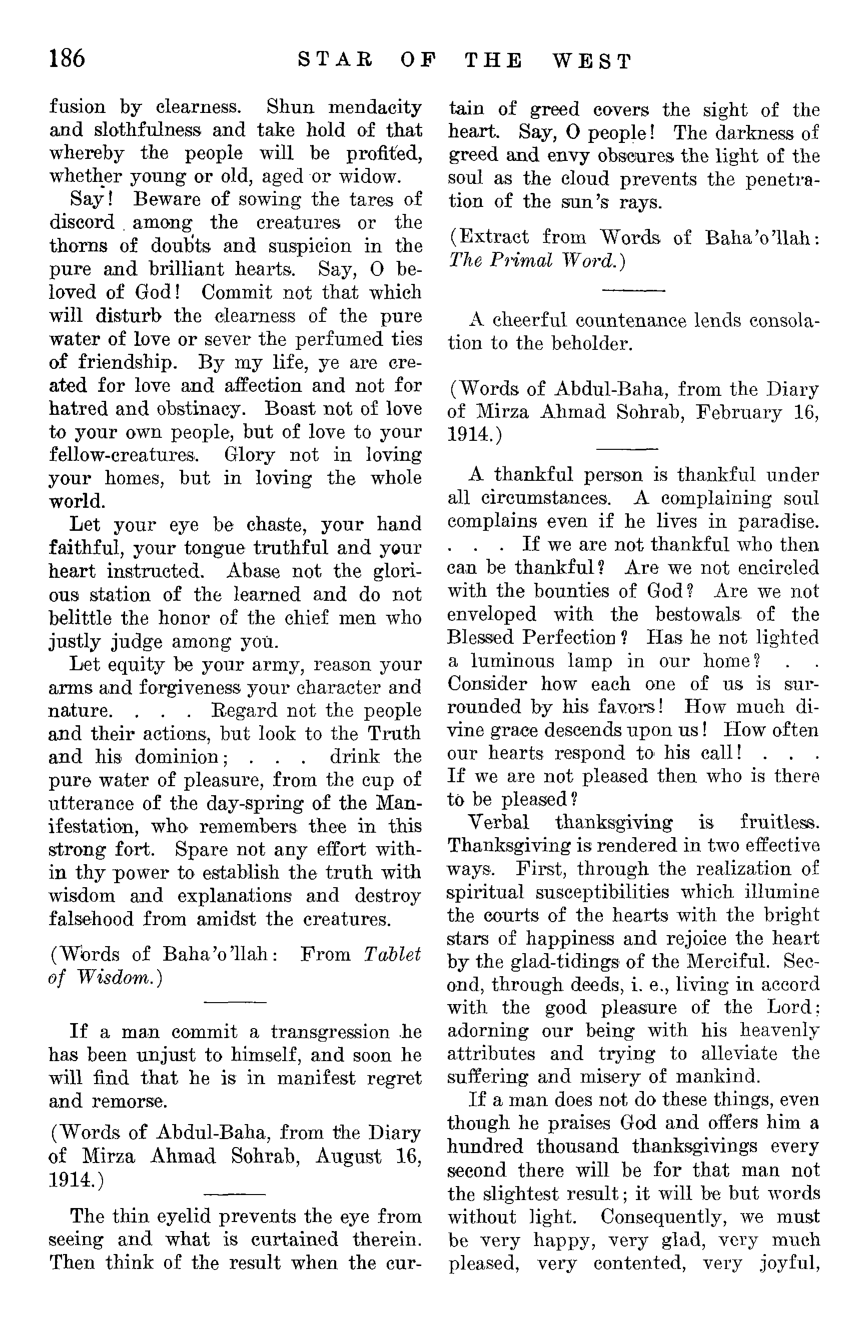 186 STAR OF THE WEST
fusion by clearness. Shun mendacity
and slothfulness and take hold of that
whereby the people will be profited,
whether young or old, aged or widow.
Say! Beware of sowing the tares of
discord among the creatures or the
thorns of doubts and suspicion in the
pure and brilliant hearts. Say, O be-
loved of God! Commit not that which
will disturb the clearness of the pure
water of love or sever the perfumed ties
of friendship. By my life, ye are cre-
ated for love and affection and not for
hatred and obstinacy. Boast not of love
to your own people, but of love to your
fellow-creatures. Glory not in loving
your homes, but in loving the whole
world.
Let your eye be chaste, your hand
faithful, your tongue truthful and your
heart instructed. Abase not the glori-
ous station of the learned and do not
belittle the honor of the chief men who
justly judge among you.
Let equity be your army, reason your
arms and forgiveness your character and
nature. . . . Regard not the people
and their actions, but look to the Truth
and his dominion; . . . drink the
pure water of pleasure, from the cup of
utterance of the day-spring of the Man-
ifestation, who remembers thee in this
strong fort. Spare not any effort with-
in thy power to establish the truth with
wisdom and explanations and destroy
falsehood from amidst the creatures.
(Words of Baha'o'llah: From Tablet
of Wisdom.)
If a man commit a transgression he
has been unjust to himself, and soon he
will find that he is in manifest regret
and remorse.
(Words of Abdul-Baha, from the Diary
of Mirza Ahmad Sohrab, August 16,
1914.)
The thin eyelid prevents the eye from
seeing and what is curtained therein.
Then think of the result when the cur-
tain of greed covers the sight of the
heart. Say, O people! The darkness of
greed and envy obscures the light of the
soul as the cloud prevents the penetra-
tion of the sun's rays.
(Extract from Words of Baha'o'llah:
The Primal Word.)
A cheerful countenance lends consola-
tion to the beholder.
(Words of Abdul-Baha, from the Diary
of Mirza Ahmad Sohrab, February 16,
1914.)
A thankful person is thankful under
all circumstances. A complaining soul
complains even if he lives in paradise.
. . . If we are not thankful who then
can be thankful? Are we not encircled
with the bounties of God? Are we not
enveloped with the bestowals of the
Blessed Perfection? Has he not lighted
a luminous lamp in our home? . .
Consider how each one of us is sur-
rounded by his favors! How much di-
vine grace descends upon us! How often
our hearts respond to his call! . . .
If we are not pleased then who is there
to be pleased?
Verbal thanksgiving is fruitless.
Thanksgiving is rendered in two effective
ways. First, through the realization of
spiritual susceptibilities which illumine
the courts of the hearts with the bright
stars of happiness and rejoice the heart
by the glad-tidings of the Merciful. Sec-
ond, through deeds, i. e., living in accord
with the good pleasure of the Lord;
adorning our being with his heavenly
attributes and trying to alleviate the
suffering and misery of mankind.
If a man does not do these things, even
though he praises God and offers him a
hundred thousand thanksgivings every
second there will be for that man not
the slightest result; it will be but words
without light. Consequently, we must
be very happy, very glad, very much
pleased, very contented, very joyful,